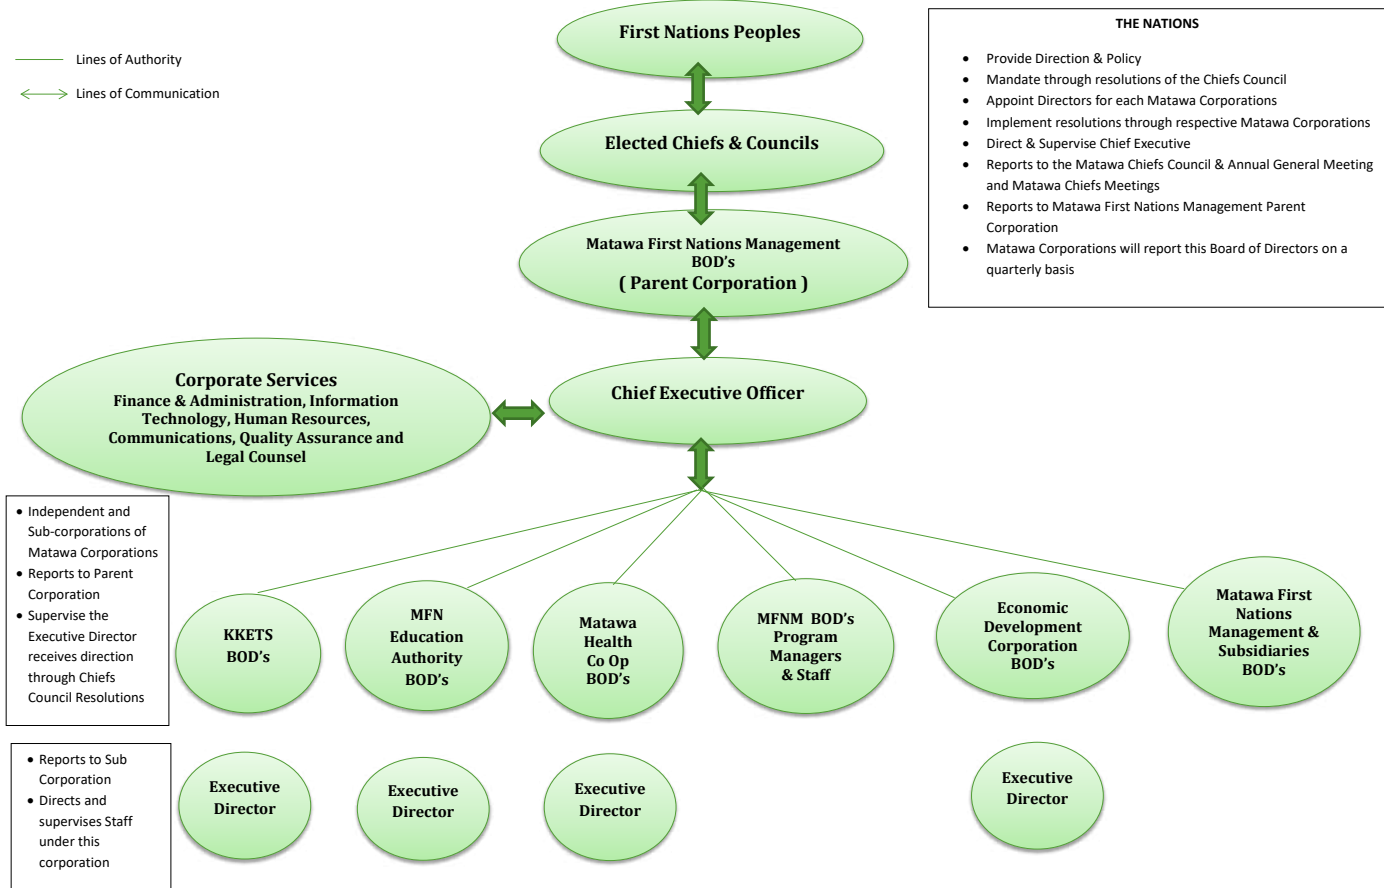 First Nations Peoples
Lines of Authority
Lines of Communication
THE NATIONS
• Provide Direction & Policy
• Mandate through resolutions of the Chiefs Council
• Appoint Directors for each Matawa Corporations
• Implement resolutions through respective Matawa Corporations
• Direct & Supervise Chief Executive
• Reports to the Matawa Chiefs Council & Annual General Meeting
and Matawa Chiefs Meetings
• Reports to Matawa First Nations Management Parent
Corporation
• Matawa Corporations will report this Board of Directors on a
quarterly basis
Elected Chiefs & Councils
Matawa First Nations Management
BOD's
( Parent Corporation )
Corporate Services
Finance & Administration, Information
Technology, Human Resources,
Communications, Quality Assurance and
Legal Counsel
Chief Executive Officer
• Independent and
Sub-corporations of
Matawa Corporations
• Reports to Parent
Corporation
• Supervise the
Executive Director
receives direction
through Chiefs
Council Resolutions
KKETS
BOD's
MFN
Education
Authority
BOD's
Matawa
Health
Co Op
BOD's
MFNM BOD's
Program
Managers
& Staff
Economic
Development
Corporation
BOD's
Matawa First
Nations
Management &
Subsidiaries
BOD's
• Reports to Sub
Corporation
• Directs and
supervises Staff
under this
corporation
Executive
Director
Executive
Director
Executive
Director
Executive
Director